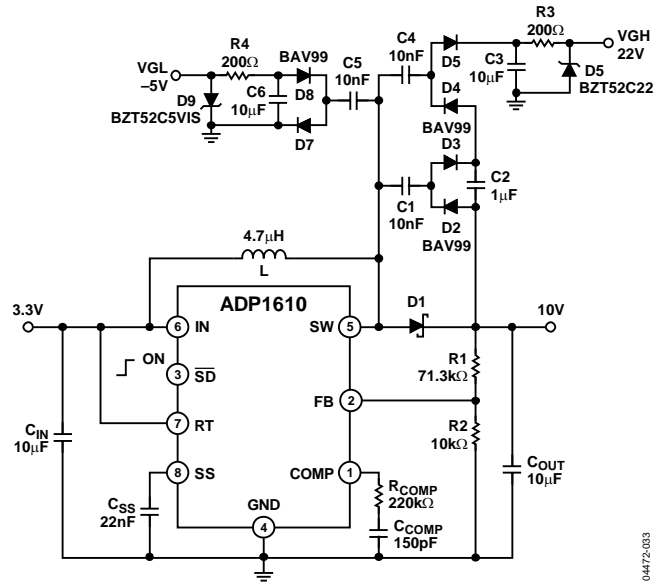 R4
200Ω
BAV99
D8
VGL
–5V
D9
BZT52C5VIS
C6
10μF
D7
C5
10nF
C4
10nF
D5
D4
BAV99
C3
10μF
R3
200Ω
VGH
22V
D5
BZT52C22
D3
C2
1μF
C1
10nF
D2
BAV99
4.7μH
L
ADP1610
3.3V
6 IN
SW 5
D1
10V
ON
3 SD
FB 2
R1
71.3kΩ
7 RT
R2
10kΩ
CIN
10μF
8 SS
COMP 1
CSS
22nF
GND
4
RCOMP
220kΩ
CCOMP
150pF
COUT
10μF
04472-033